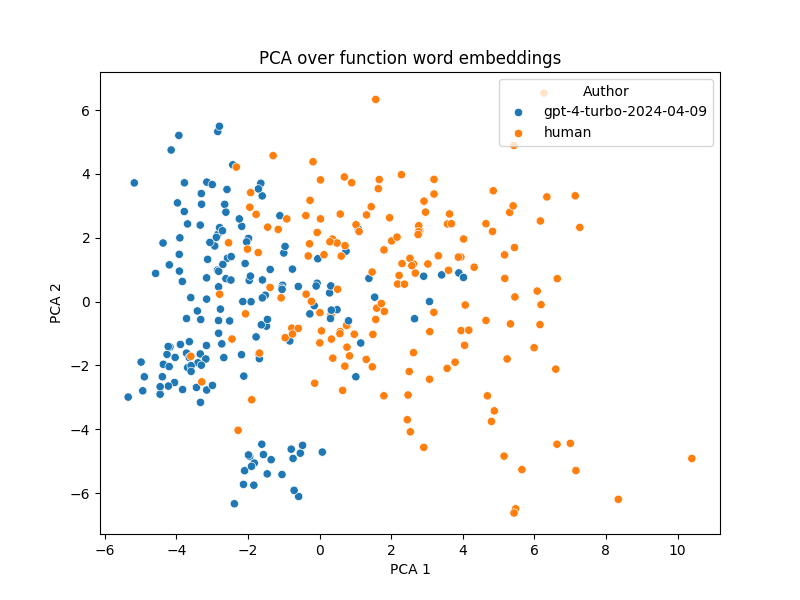 PCA over function word embeddings
Author
gpt-4-turbo-2024-04-09
human
6
4
2
0
−2
−4
−6
PCA 2
−6 −4 −2 0 2 4 6 8 10
PCA 1